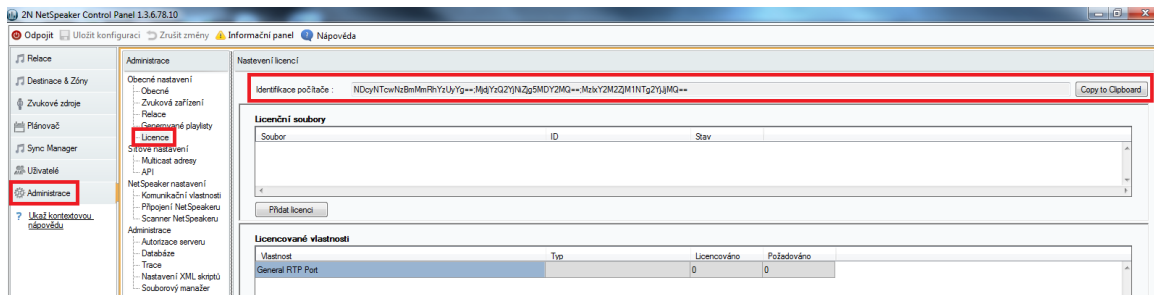 2N NetSpeaker Control Panel 1.3.6.78.10
Odpojit Uložit konfiguraci Zrušit změny Informační panel Nápověda
Relace
Destinace & Zóny
Zvukové zdroje
Plánovač
Sync Manager
Uživatelé
Administrace
Ukaž kontextovou
nápovědu
Administrace
Obecné nastavení
Obecné
Zvuková zařízení
Relace
Generované playlisty
Licence
Síťové nastavení
Multicast adresy
API
NetSpeaker nastavení
Komunikační vlastnosti
Připojení NetSpeakeru
Scanner NetSpeakeru
Administrace
Autorizace serveru
Databáze
Trace
Nastavení XML skriptů
Souborový manažer
Nastevení licencí
Identifikace počítače :
Copy to Clipboard
Licenční soubory
Soubor ID Stav
Přidat licenci
Licencované vlastnosti
Vlastnost Typ Licencováno Požadováno
General RTP Port 0 0